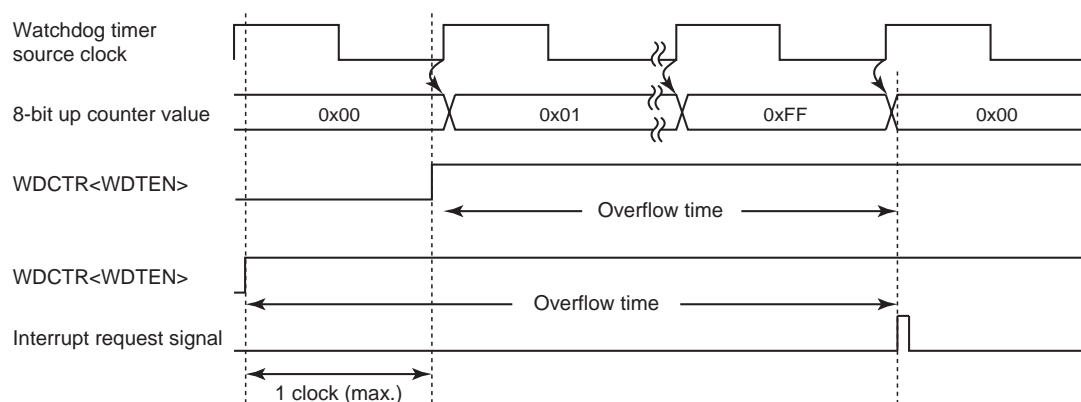 Watchdog timer
source clock
8-bit up counter value
0x00
0x01
0xFF
0x00
WDCTR<WDTEN>
Overflow time
WDCTR<WDTEN>
Overflow time
Interrupt request signal
1 clock (max.)